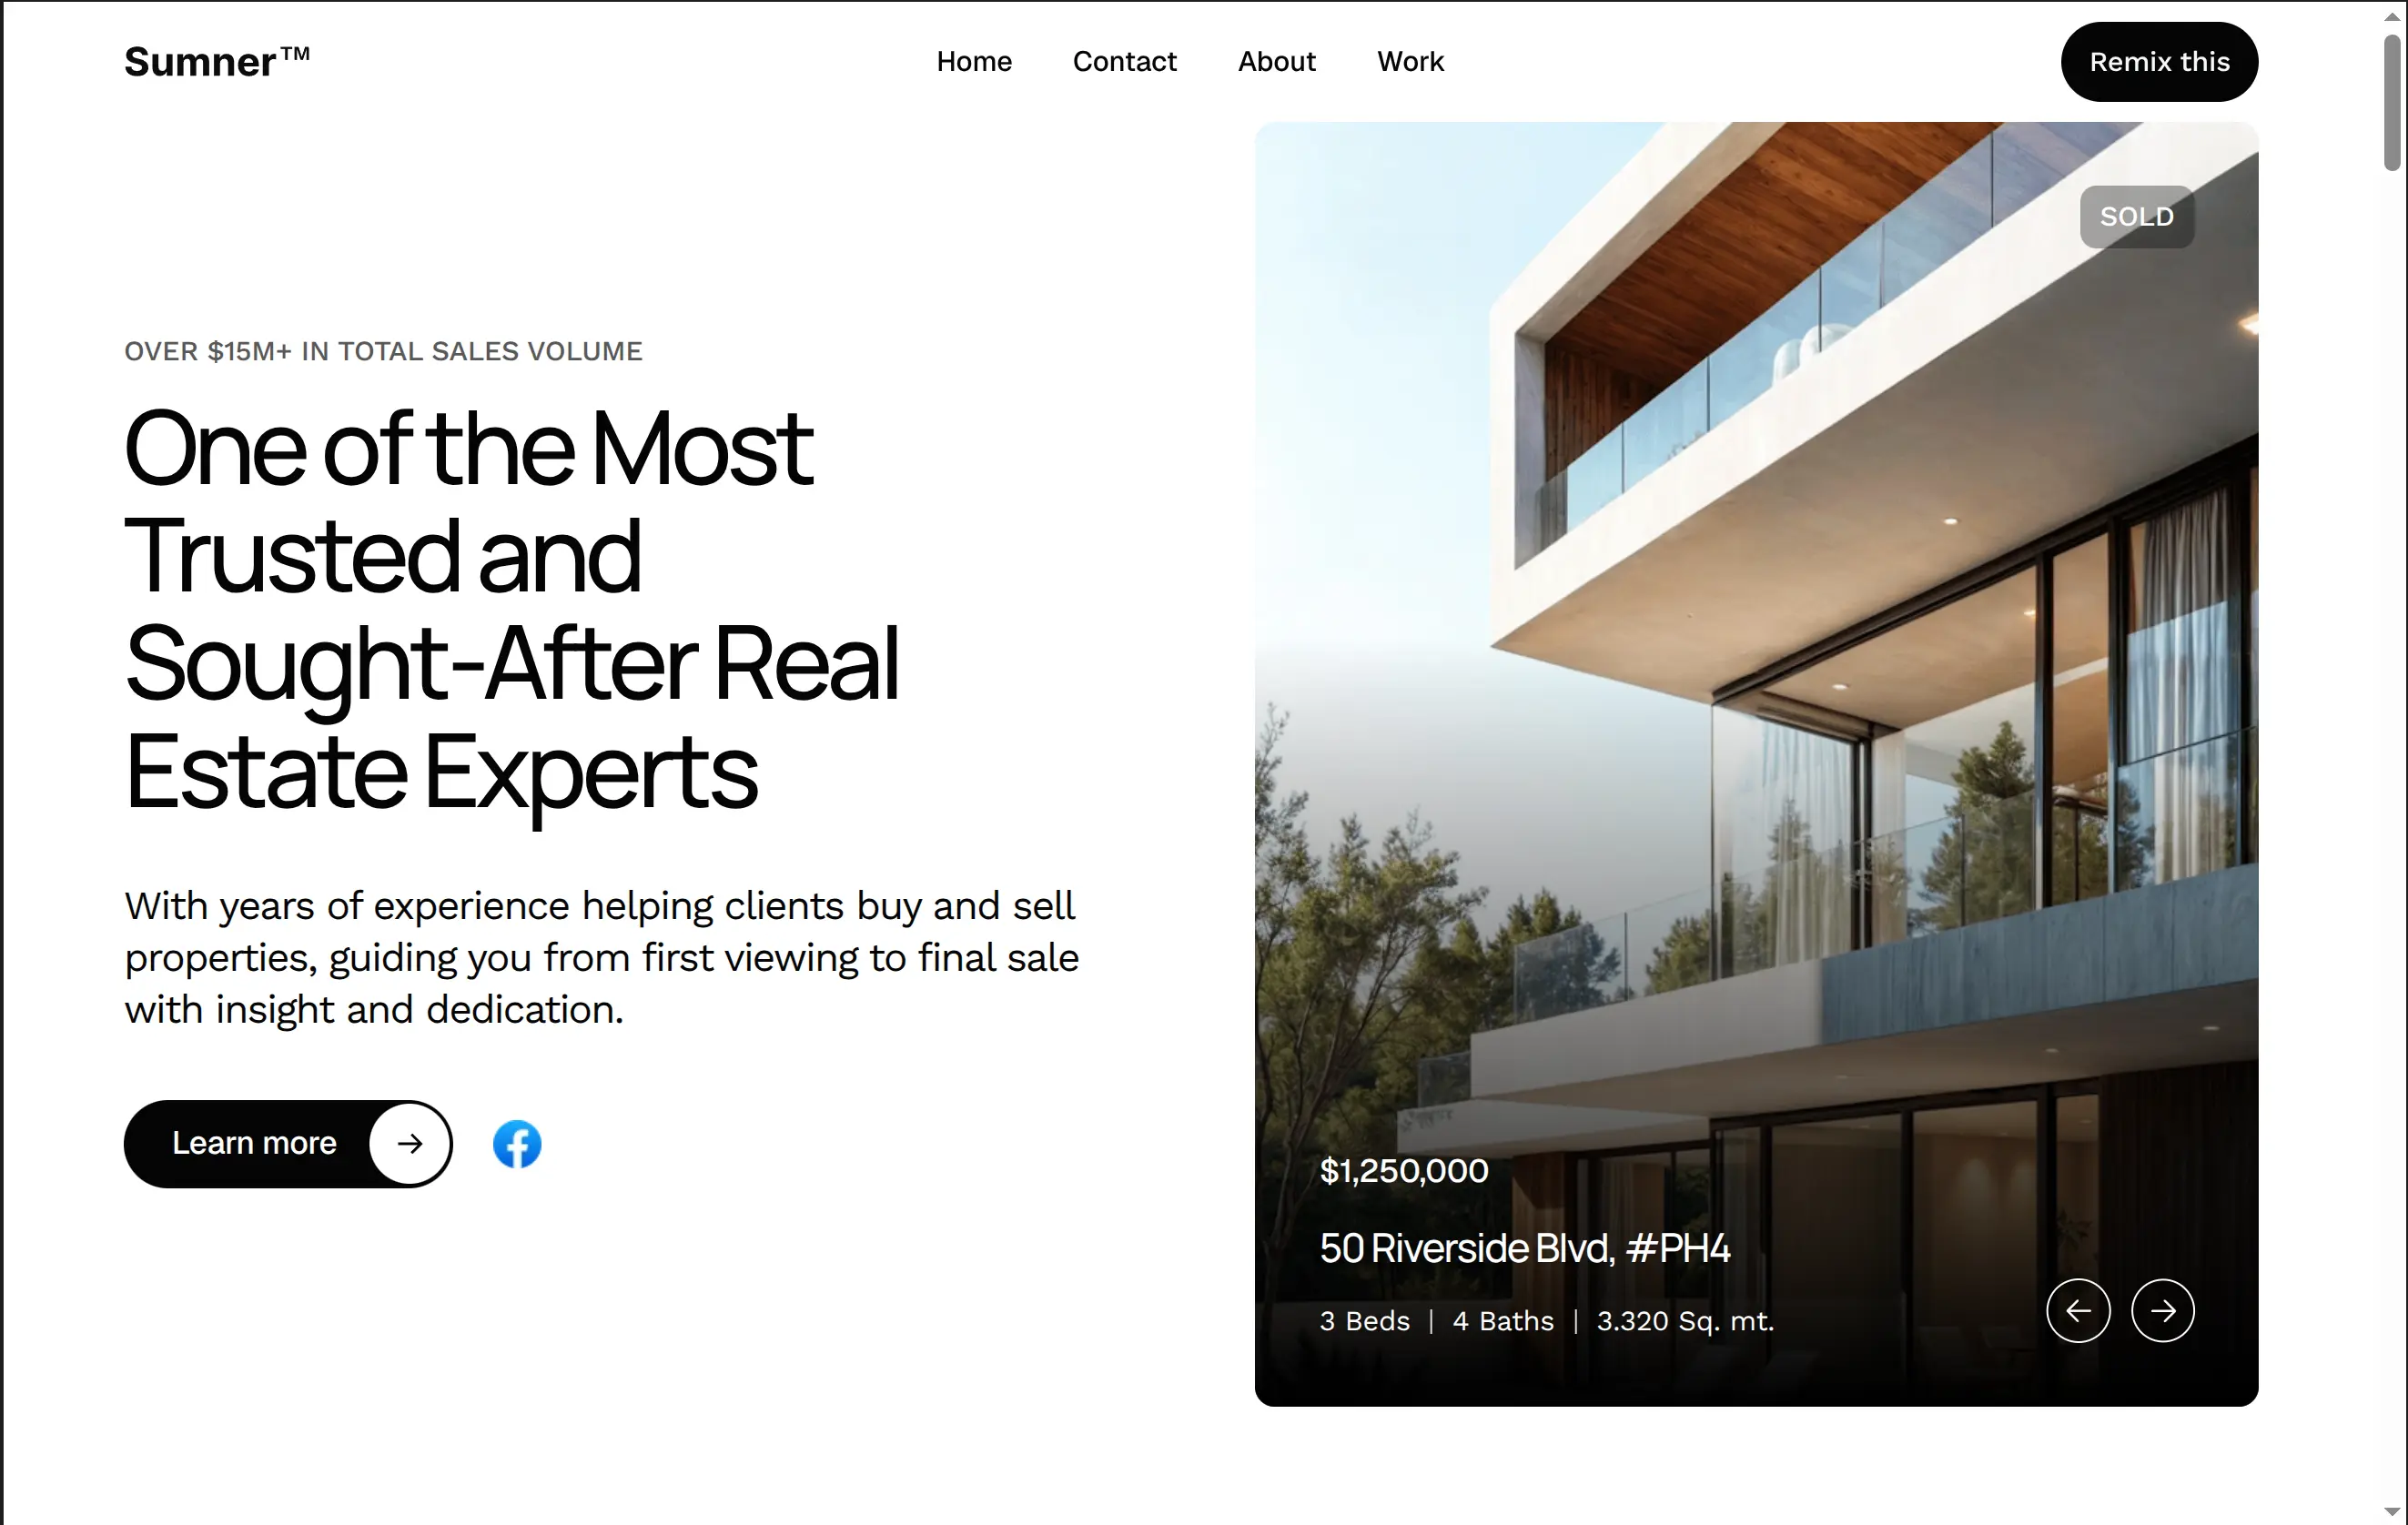 Sumner™
Home Contact About Work
Remix this
OVER $15M+ IN TOTAL SALES VOLUME
One of the Most
Trusted and
Sought-After Real
Estate Experts
With years of experience helping clients buy and sell
properties, guiding you from first viewing to final sale
with insight and dedication.
Learn more
SOLD
$1,250,000
50 Riverside Blvd, #PH4
3 Beds | 4 Baths | 3.320 Sq. mt.